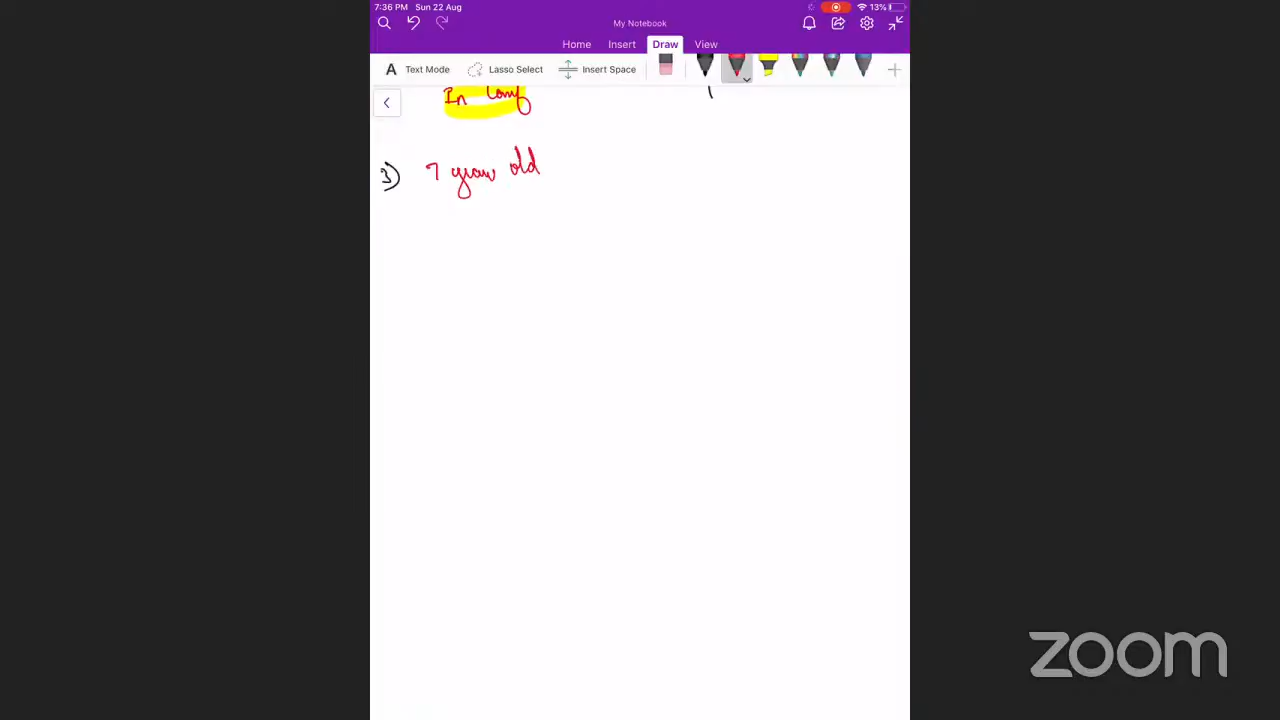 7:36 PM Sun 22 Aug
13%
My Notebook
Home Insert Draw View
A Text Mode Lasso Select Insert Space
In
3) 7 year old
zoom